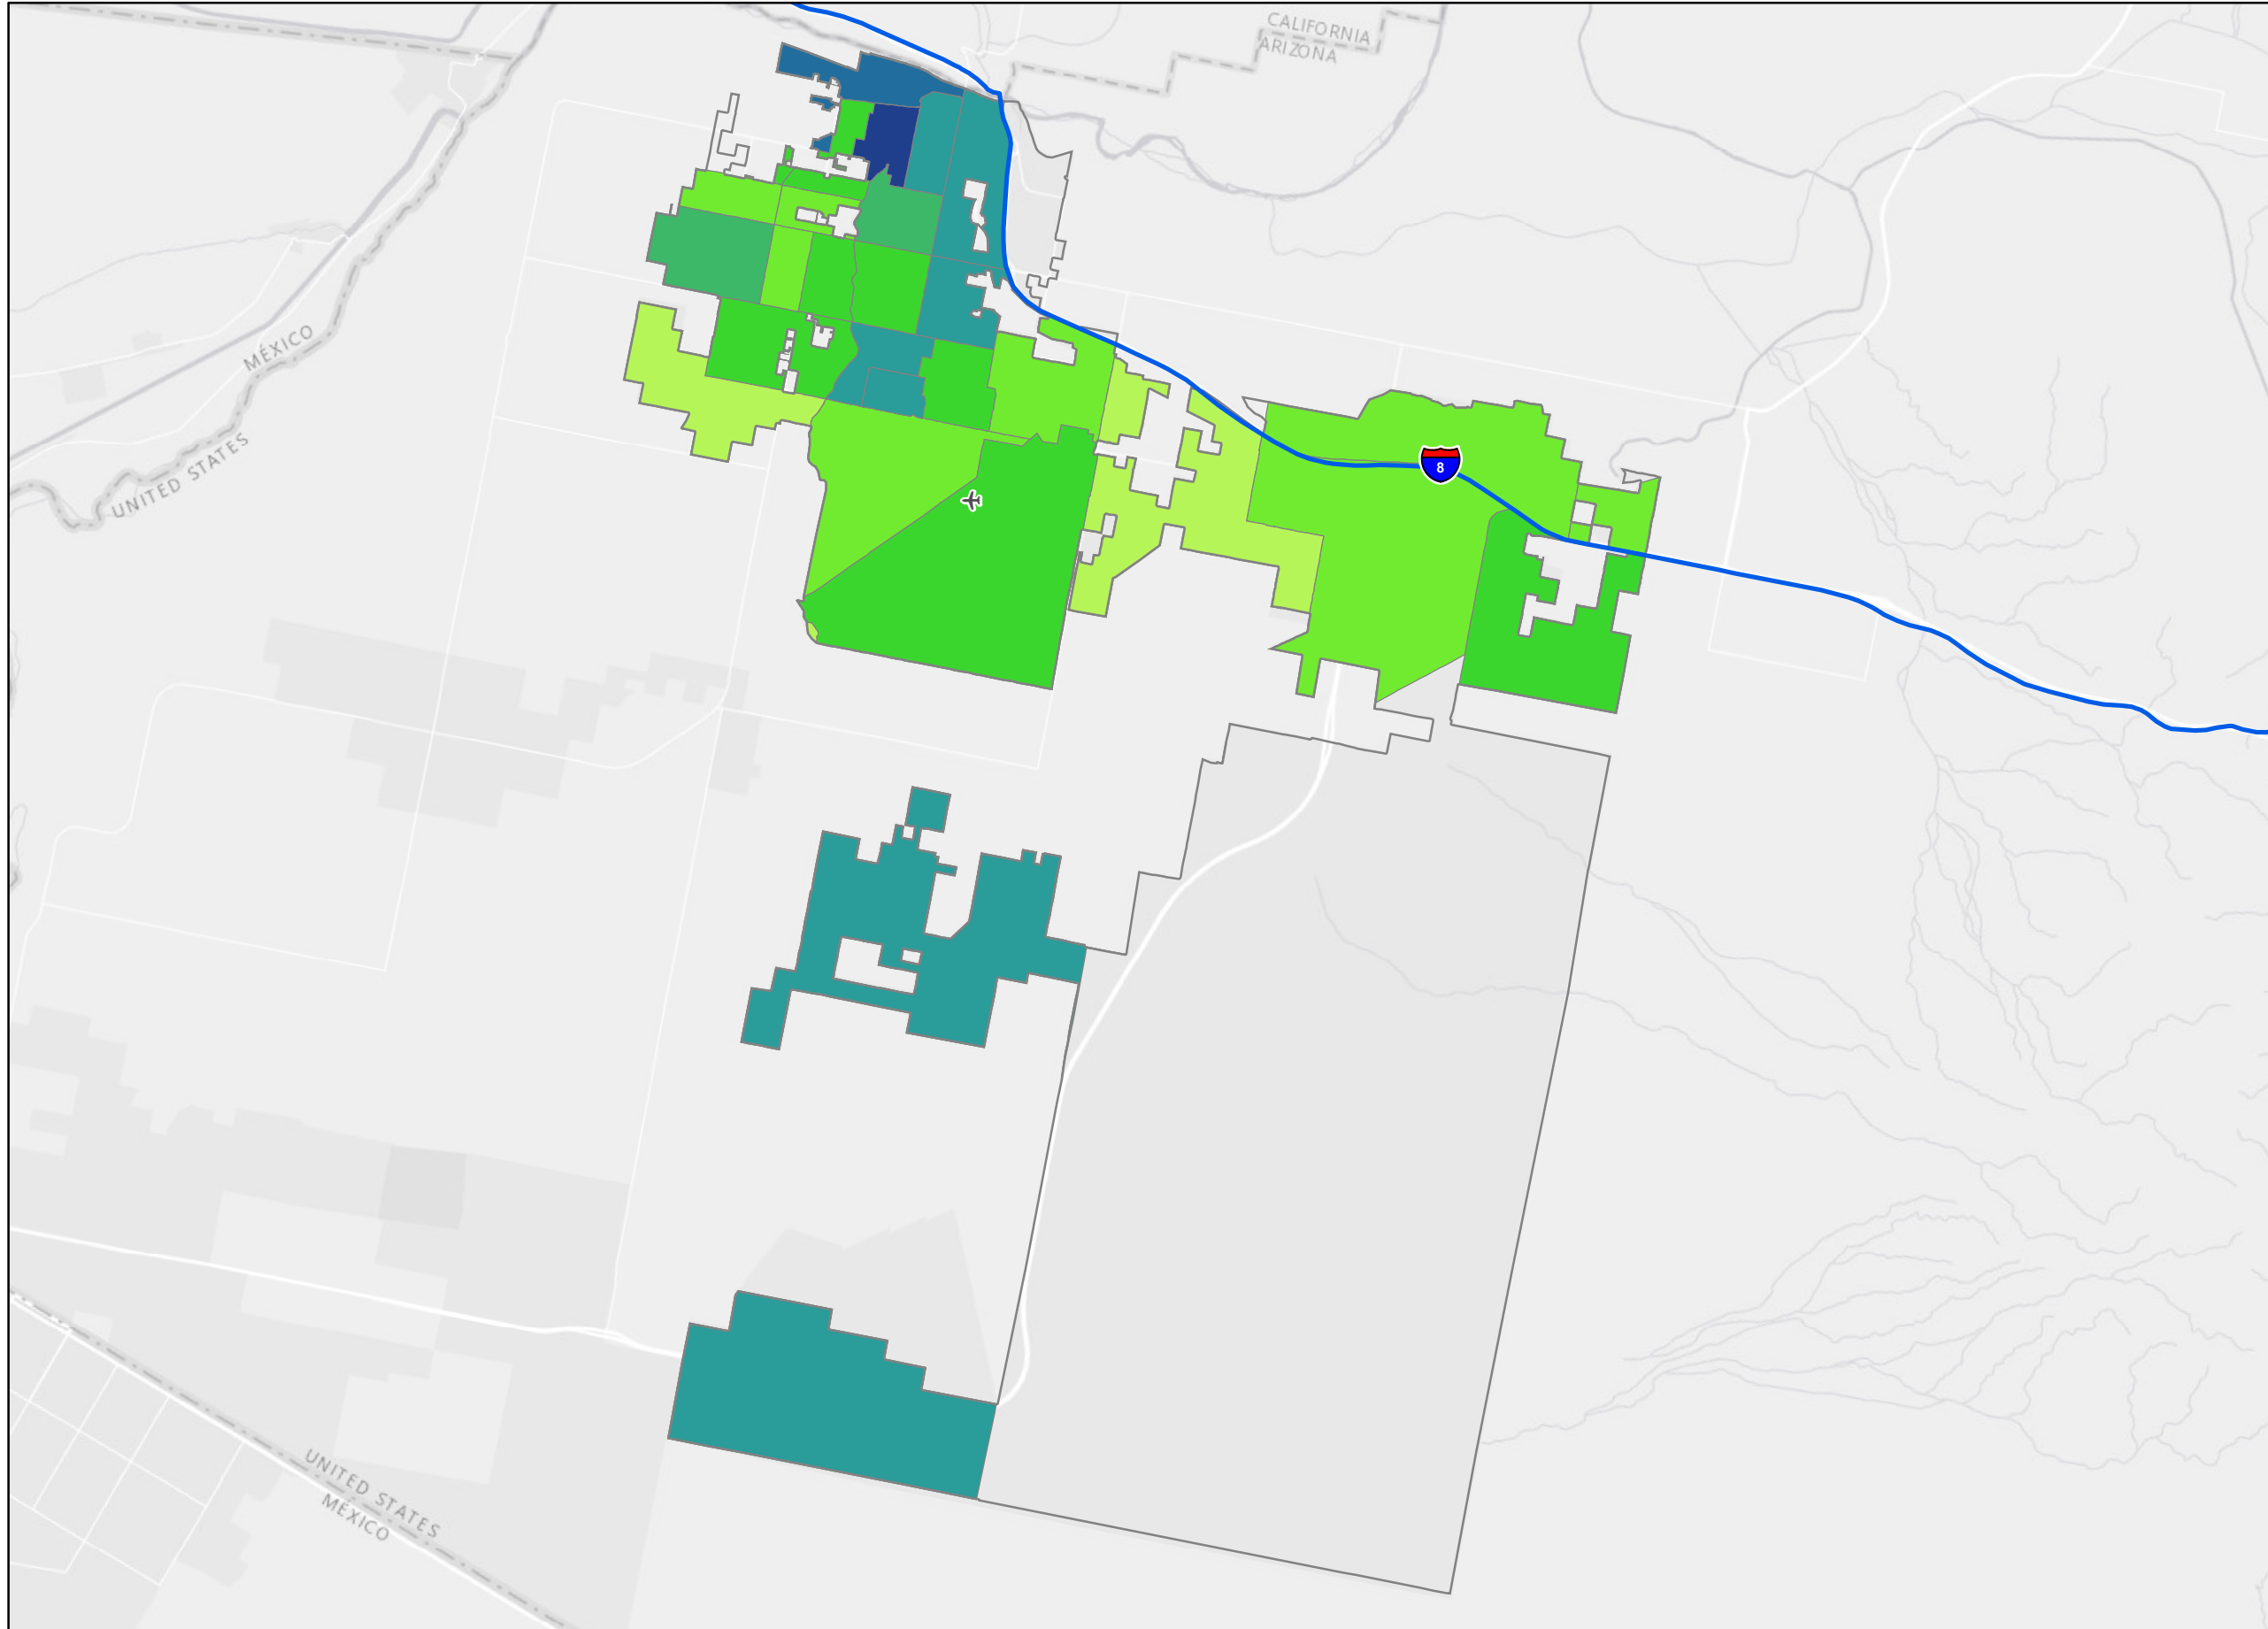 CALIFORNIA
ARIZONA
MÉXICO
UNITED STATES
8
UNITED STATES
MÉXICO